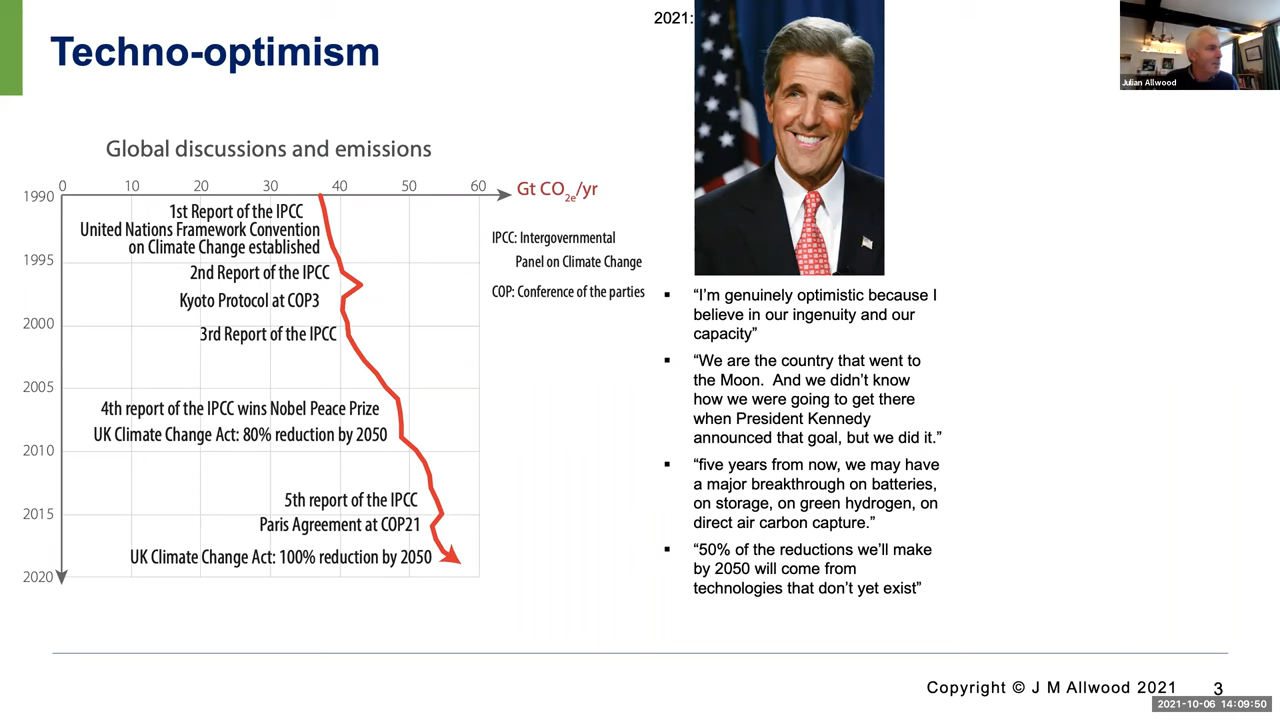 2021:
Techno-optimism
Julian Allwood
Global discussions and emissions
0 10 20 30 40 50 60
Gt CO2e/yr
1990
1st Report of the IPCC
United Nations Framework Convention
on Climate Change established
IPCC: Intergovernmental
Panel on Climate Change
1995
2nd Report of the IPCC
Kyoto Protocol at COP3
COP: Conference of the parties
2000
3rd Report of the IPCC
2005
4th report of the IPCC wins Nobel Peace Prize
UK Climate Change Act: 80% reduction by 2050
2010
5th report of the IPCC
2015
Paris Agreement at COP21
UK Climate Change Act: 100% reduction by 2050
2020
▪ “I’m genuinely optimistic because I
believe in our ingenuity and our
capacity”
▪ “We are the country that went to
the Moon. And we didn’t know
how we were going to get there
when President Kennedy
announced that goal, but we did it.”
▪ “five years from now, we may have
a major breakthrough on batteries,
on storage, on green hydrogen, on
direct air carbon capture.”
▪ “50% of the reductions we’ll make
by 2050 will come from
technologies that don’t yet exist”
Copyright © J M Allwood 2021 3
2021-10-06 14:09:50